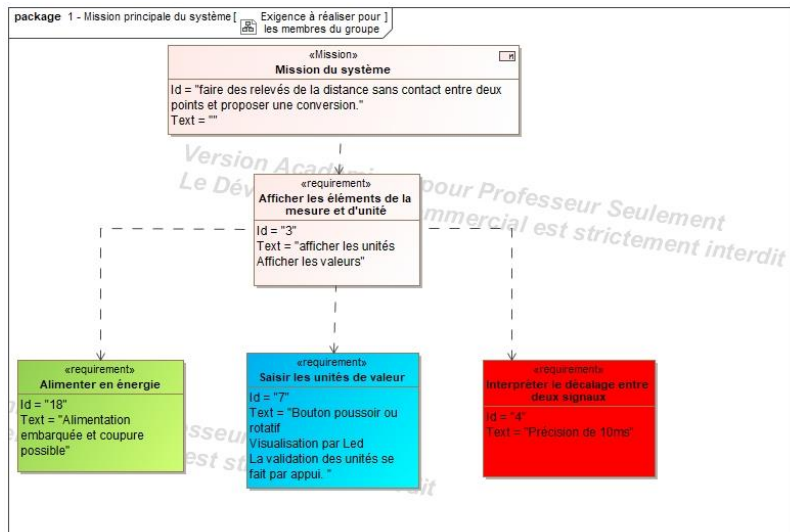 package 1 - Mission principale du système [ Exigence à réaliser pour ]
les membres du groupe
«Mission»
Mission du système
Id = "faire des relevés de la distance sans contact entre deux
points et proposer une conversion."
Text = ""
Version Acad pour Professeur Seulement
Le Dév mmercial est strictement interdit
«requirement»
Afficher les éléments de la
mesure et d'unité
Id = "3"
Text = "afficher les unités
Afficher les valeurs"
«requirement»
Alimenter en énergie
Id = "18"
Text = "Alimentation
embarquée et coupure
possible"
«requirement»
Saisir les unités de valeur
Id = "7"
Text = "Bouton poussoir ou
rotatif
Visualisation par Led
La validation des unités se
fait par appui. "
«requirement»
Interpréter le décalage entre
deux signaux
Id = "4"
Text = "Précision de 10ms"